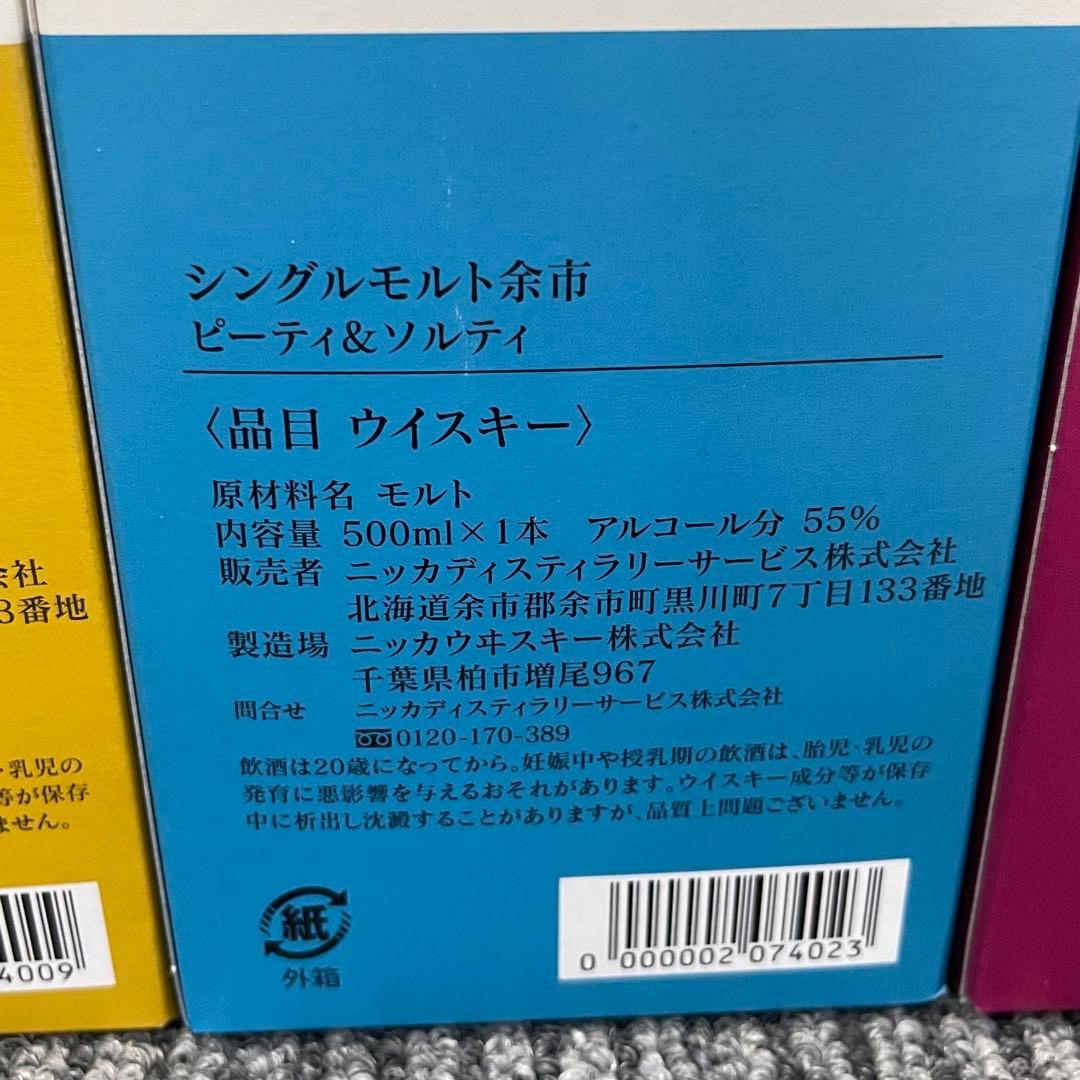 シングルモルト余市
ピーティ&ソルティ
〈品目 ウイスキー〉
原材料名 モルト
内容量 500ml×1本 アルコール分 55%
販売者 ニッカディスティラリーサービス株式会社
北海道余市郡余市町黒川町7丁目133番地
製造場 ニッカウヰスキー株式会社
千葉県柏市増尾967
問合せ ニッカディスティラリーサービス株式会社
0120-170-389
飲酒は20歳になってから。妊娠中や授乳期の飲酒は、胎児・乳児の
発育に悪影響を与えるおそれがあります。ウイスキー成分等が保存
中に析出し沈澱することがありますが、品質上問題ございません。
紙
外箱
0 000002 074023
会社
3番地
・乳児の
等が保存
ません。
4009